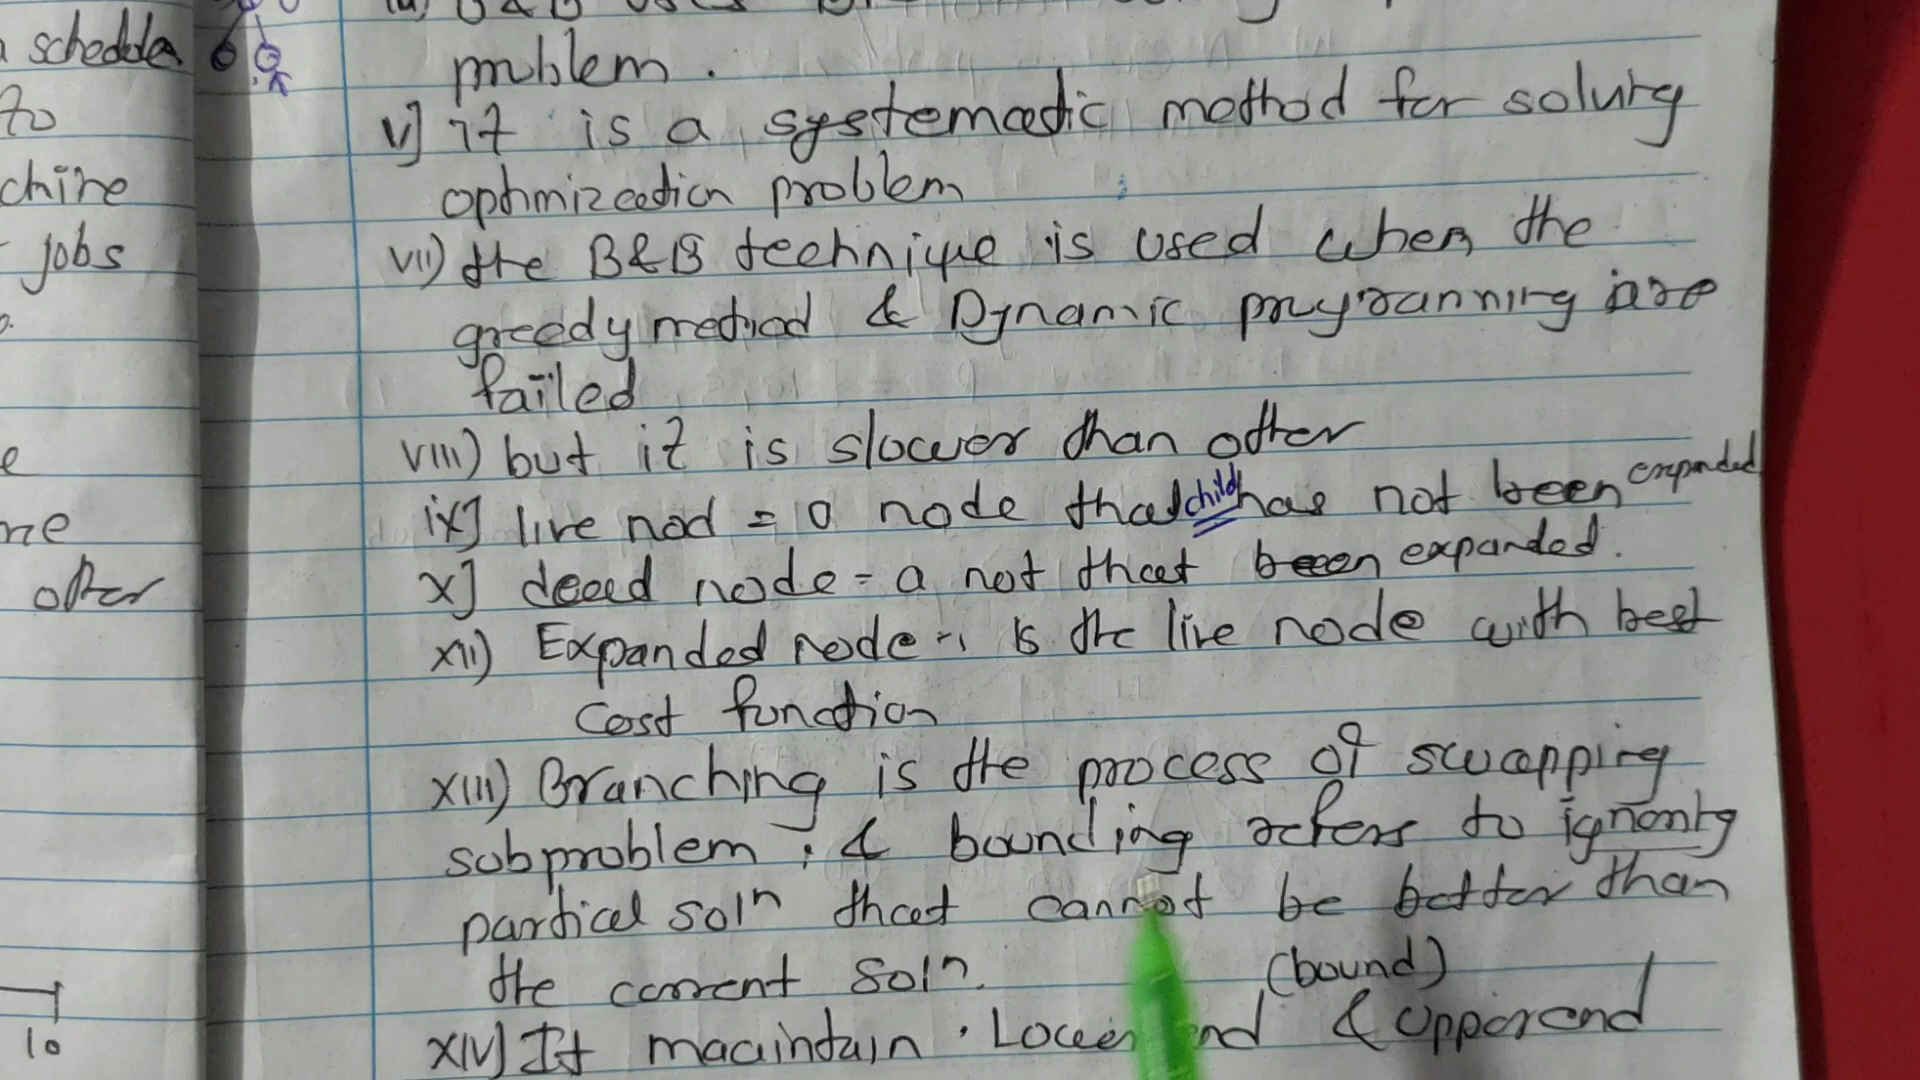 schedule
to
chine
jobs
e
ne
other
10
problem.
v] it is a systematic method for solving
optimization problem
vii) the B&B technique is used when the
greedy method & Dynamic programming are
failed
viii) but it is slower than other
ix] live nod = a node that child has not been expanded
x] dead node = a not that been expanded.
xii) Expanded node - is the live node with best
cost function
xiii) Branching is the process of swapping
subproblem. & bounding refers to ignoring
partical soln that cannot be better than
the current soln. (bound)
xiv) It maintain. Lower nd & upperend